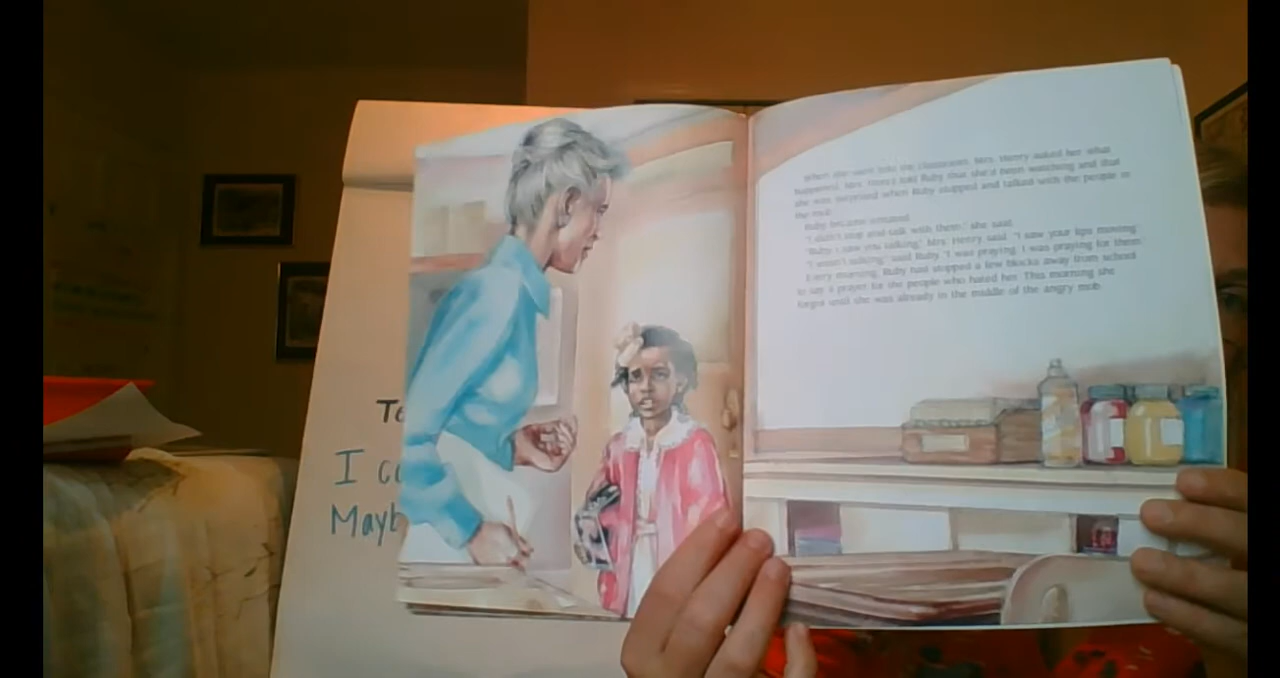 When she went into the classroom, Mrs. Henry asked her what
happened. Mrs. Henry told Ruby that she'd been watching and that
she was surprised when Ruby stopped and talked with the people in
the mob.
Ruby became irritated.
"I didn't stop and talk with them," she said.
"Ruby, I saw you talking," Mrs. Henry said. "I saw your lips moving."
"I wasn't talking," said Ruby. "I was praying. I was praying for them."
Every morning, Ruby had stopped a few blocks away from school
to say a prayer for the people who hated her. This morning she
forgot until she was already in the middle of the angry mob.
I